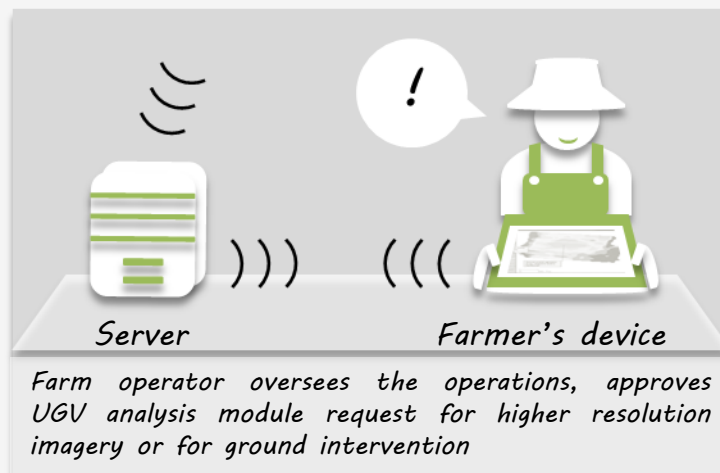 !
Server
Farmer's device
Farm operator oversees the operations, approves
UGV analysis module request for higher resolution
imagery or for ground intervention